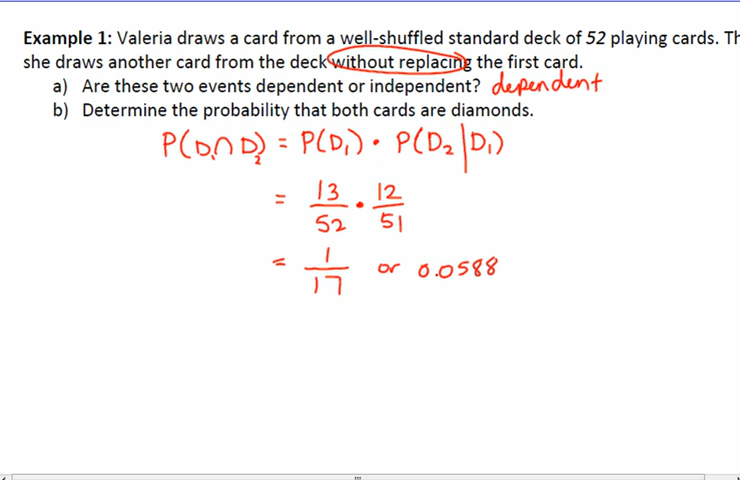 Example 1: Valeria draws a card from a well-shuffled standard deck of 52 playing cards. Th
she draws another card from the deck without replacing the first card.
a) Are these two events dependent or independent? dependent
b) Determine the probability that both cards are diamonds.
P(D₁∩D₂) = P(D₁) • P(D₂|D₁)
= 13/52 • 12/51
= 1/17 or 0.0588